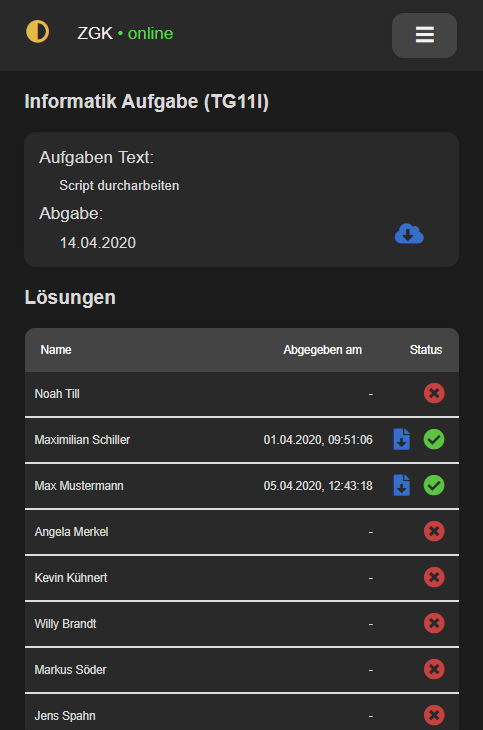 ZGK • online
Informatik Aufgabe (TG11I)
Aufgaben Text:
Script durcharbeiten
Abgabe:
14.04.2020
Lösungen
Name Abgegeben am Status
Noah Till -
Maximilian Schiller 01.04.2020, 09:51:06
Max Mustermann 05.04.2020, 12:43:18
Angela Merkel -
Kevin Kühnert -
Willy Brandt -
Markus Söder -
Jens Spahn -